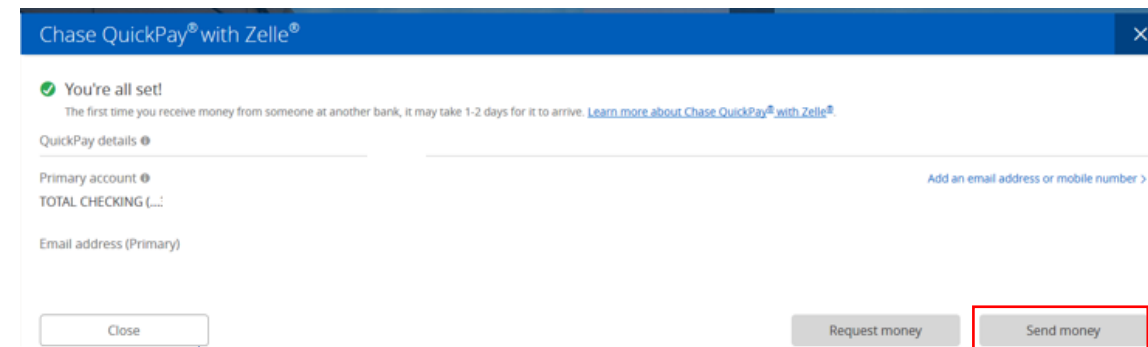 Chase QuickPay® with Zelle®
You're all set!
The first time you receive money from someone at another bank, it may take 1-2 days for it to arrive. Learn more about Chase QuickPay® with Zelle®.
QuickPay details
Primary account
Add an email address or mobile number >
TOTAL CHECKING (...:
Email address (Primary)
Close
Request money
Send money